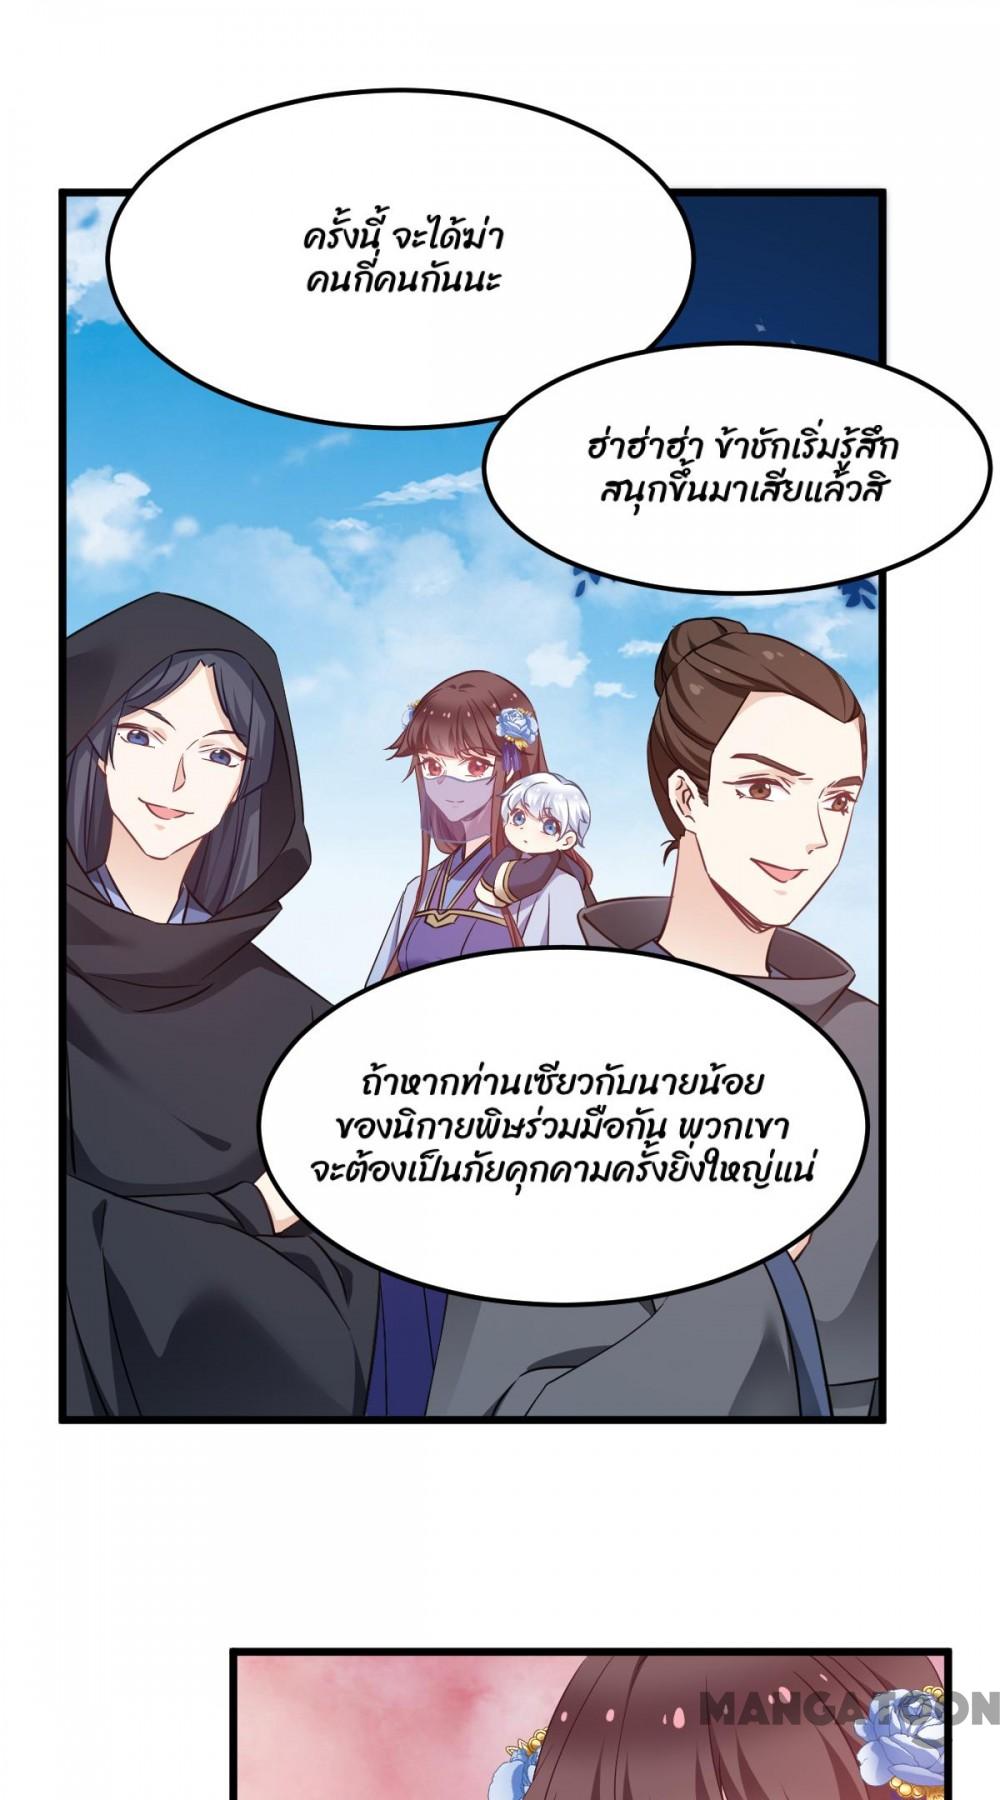 ครั้งนี้ จะได้ฆ่า
คนกี่คนกันนะ
ฮ่าฮ่าฮ่า ข้าชักเริ่มรู้สึก
สนุกขึ้นมาเสียแล้วสิ
ถ้าหากท่านเซียวกับนายน้อย
ของนิกายพิษร่วมมือกัน พวกเขา
จะต้องเป็นภัยคุกคามครั้งยิ่งใหญ่แน่
MANGATOON